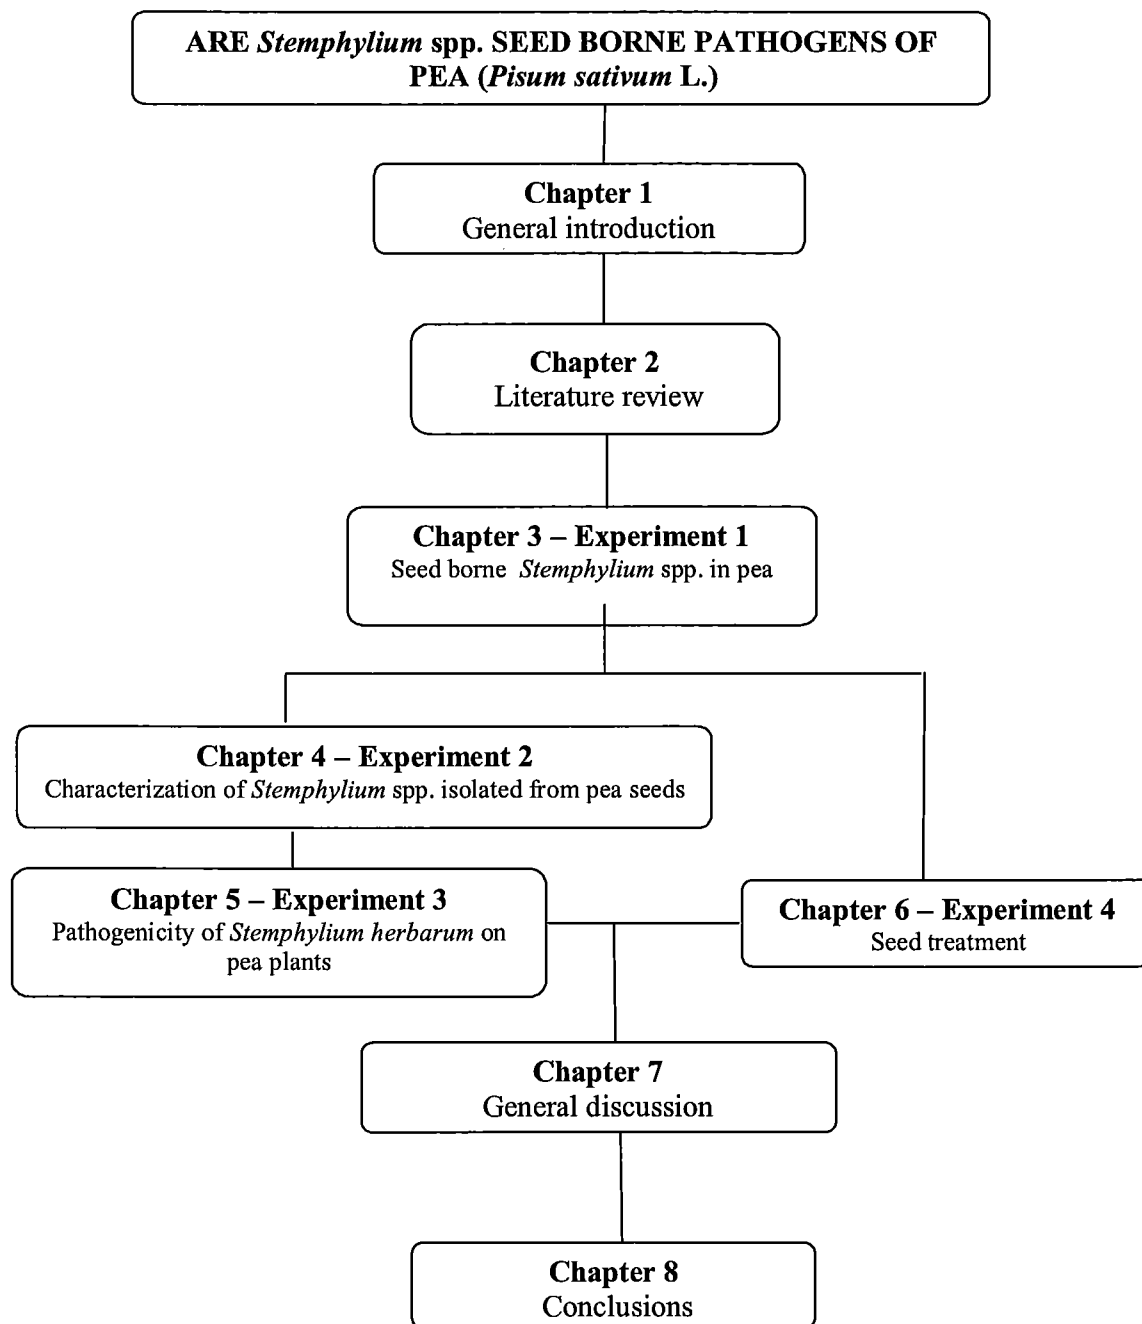 ARE Stemphylium spp. SEED BORNE PATHOGENS OF
PEA (Pisum sativum L.)
Chapter 1
General introduction
Chapter 2
Literature review
Chapter 3 – Experiment 1
Seed borne Stemphylium spp. in pea
Chapter 4 – Experiment 2
Characterization of Stemphylium spp. isolated from pea seeds
Chapter 5 – Experiment 3
Pathogenicity of Stemphylium herbarum on
pea plants
Chapter 6 – Experiment 4
Seed treatment
Chapter 7
General discussion
Chapter 8
Conclusions